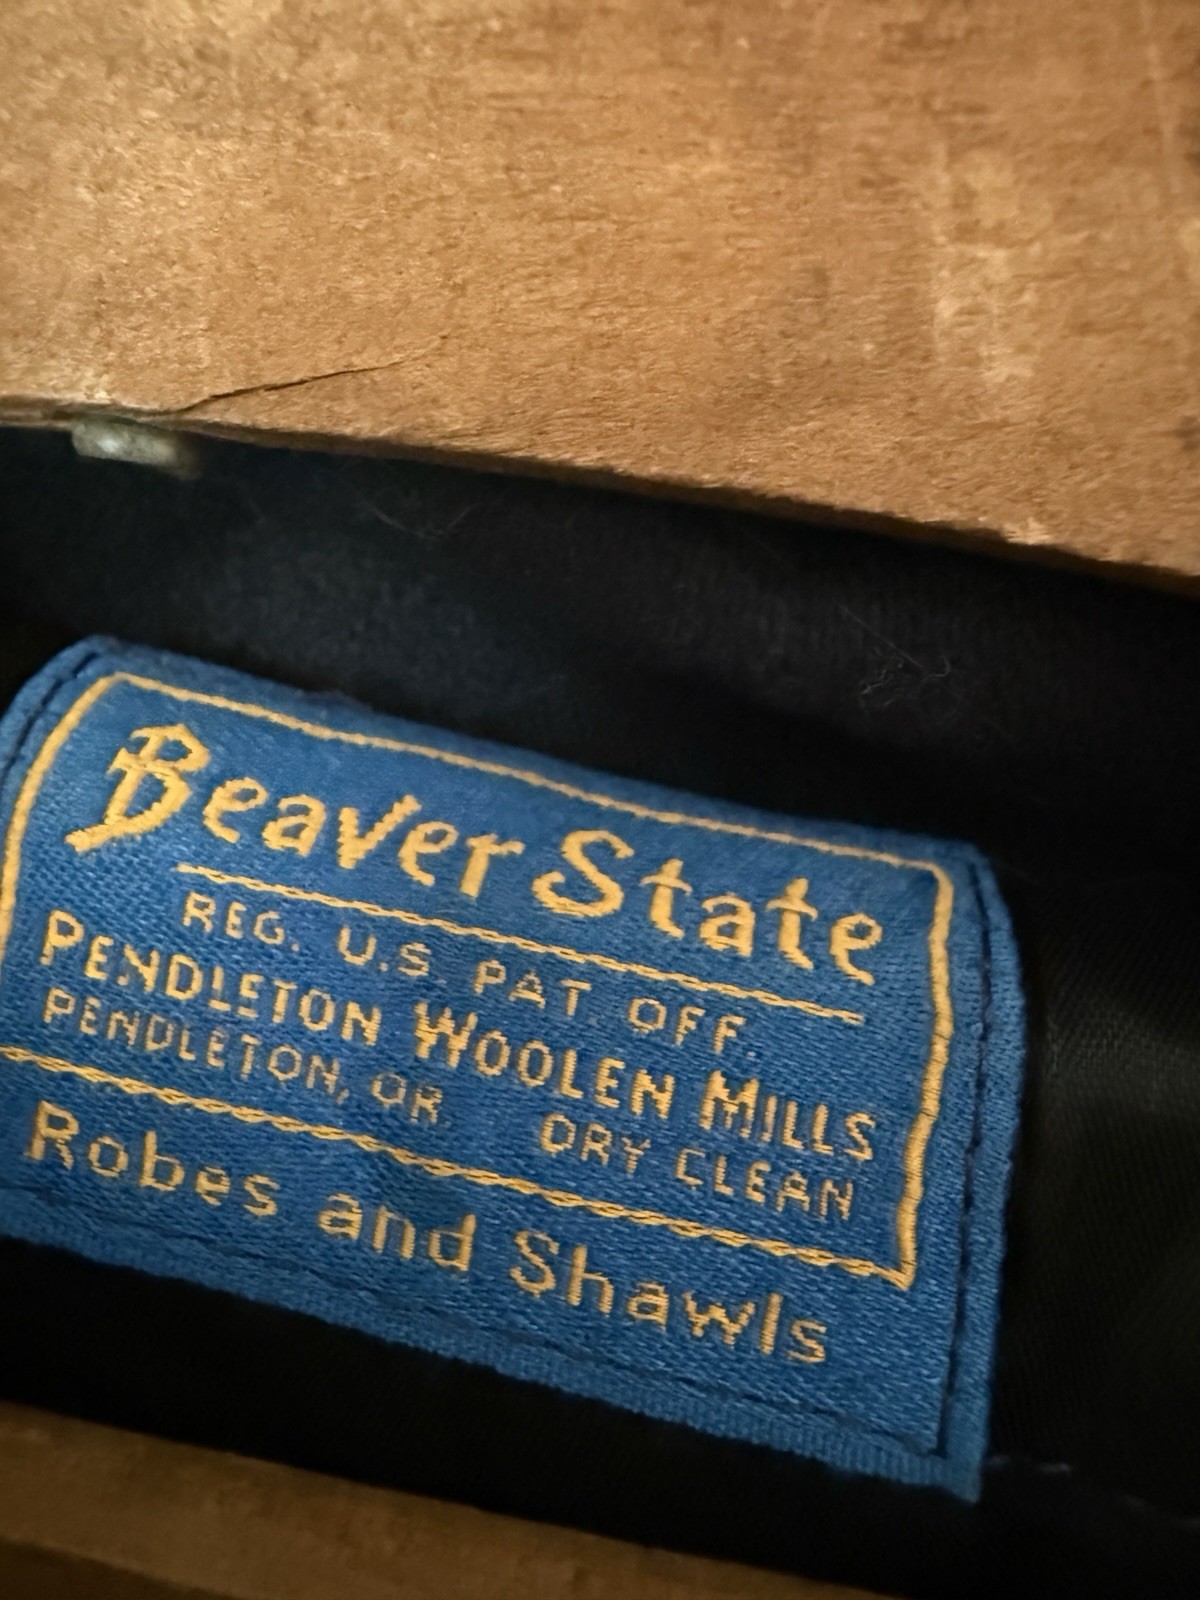 Beaver State
REG. U.S. PAT. OFF.
PENDLETON WOOLEN MILLS
PENDLETON, OR. DRY CLEAN
Robes and Shawls